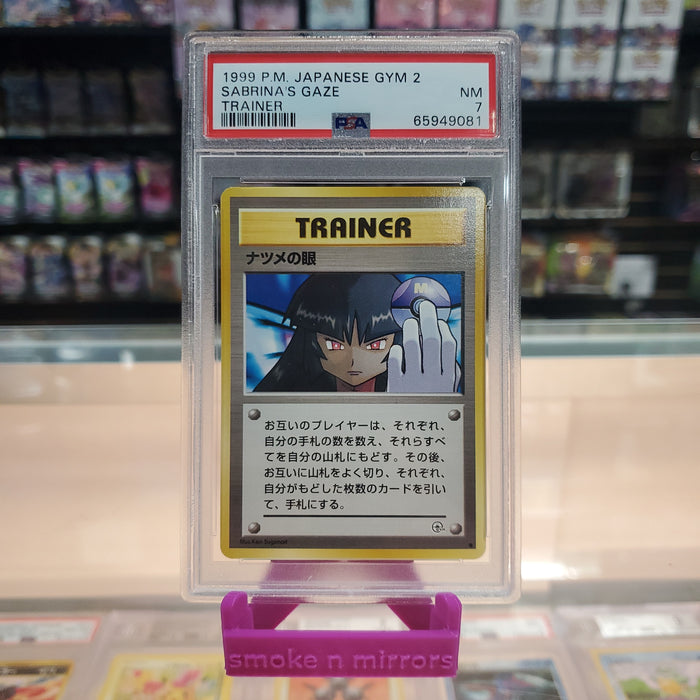 1999 P.M. JAPANESE GYM 2
SABRINA'S GAZE NM
TRAINER 7
PSA 65949081
TRAINER
ナツメの眼
M
お互いのプレイヤーは、それぞれ、
自分の手札の数を数え、それらすべ
てを自分の山札にもどす。その後、
お互いに山札をよく切り、それぞれ、
自分がもどした枚数のカードを引い
て、手札にする。
Illus. Ken Sugimori
smoke n mirrors